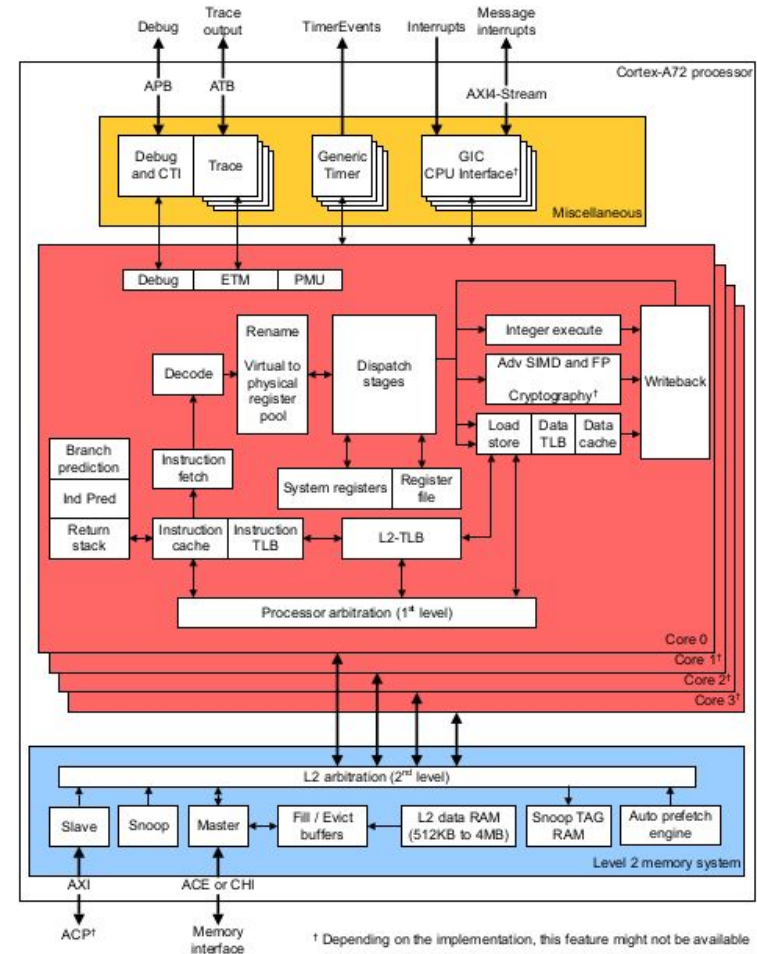 Debug
Trace
output
TimerEvents
Interrupts
Message
interrupts
Cortex-A72 processor
APB
ATB
AXI4-Stream
Debug
and CTI
Trace
Generic
Timer
GIC
CPU Interface†
Miscellaneous
Debug
ETM
PMU
Rename
Virtual to
physical
register
pool
Dispatch
stages
Integer execute
Adv SIMD and FP
Cryptography†
Writeback
Decode
Load
store
Data
TLB
Data
cache
Branch
prediction
Ind Pred
Return
stack
Instruction
fetch
System registers
Register
file
Instruction
cache
Instruction
TLB
L2-TLB
Processor arbitration (1st level)
Core 0
Core 1†
Core 2†
Core 3†
L2 arbitration (2nd level)
Slave
Snoop
Master
Fill / Evict
buffers
L2 data RAM
(512KB to 4MB)
Snoop TAG
RAM
Auto prefetch
engine
Level 2 memory system
AXI
ACE or CHI
ACP†
Memory
interface
† Depending on the implementation, this feature might not be available